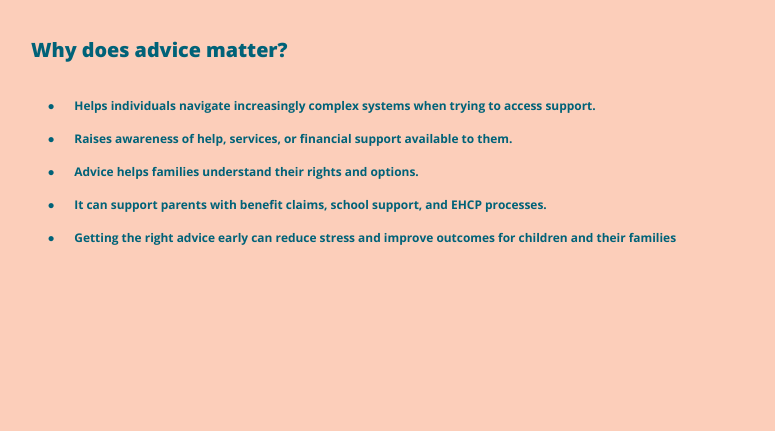 Why does advice matter?
● Helps individuals navigate increasingly complex systems when trying to access support.
● Raises awareness of help, services, or financial support available to them.
● Advice helps families understand their rights and options.
● It can support parents with benefit claims, school support, and EHCP processes.
● Getting the right advice early can reduce stress and improve outcomes for children and their families